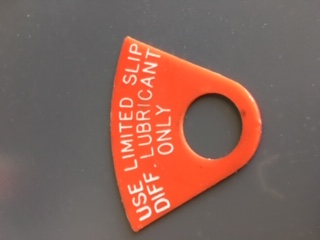 USE LIMITED SLIP
DIFF. LUBRICANT
ONLY